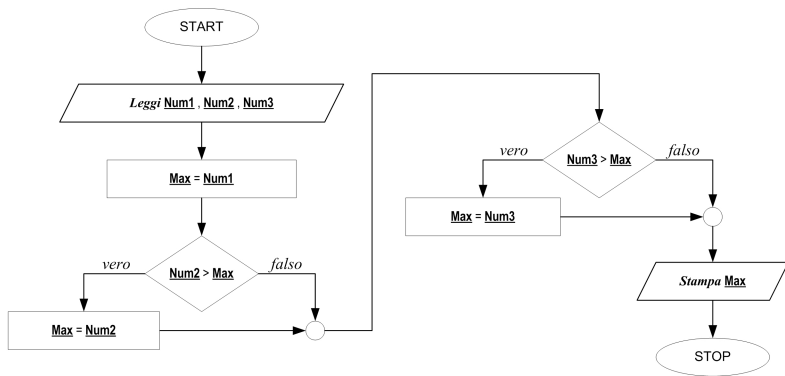 START
Leggi Num1 , Num2 , Num3
Max = Num1
vero
Num2 > Max
falso
Max = Num2
vero
Num3 > Max
falso
Max = Num3
Stampa Max
STOP